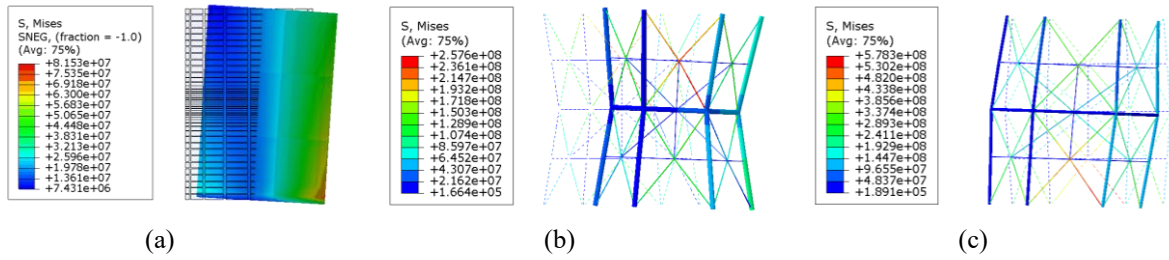 S, Mises
SNEG, (fraction = -1.0)
(Avg: 75%)
+8.153e+07
+7.535e+07
+6.918e+07
+6.300e+07
+5.683e+07
+5.065e+07
+4.448e+07
+3.831e+07
+3.213e+07
+2.596e+07
+1.978e+07
+1.361e+07
+7.431e+06
(a)
S, Mises
(Avg: 75%)
+2.576e+08
+2.361e+08
+2.147e+08
+1.932e+08
+1.718e+08
+1.503e+08
+1.289e+08
+1.074e+08
+8.597e+07
+6.452e+07
+4.307e+07
+2.162e+07
+1.664e+05
(b)
S, Mises
(Avg: 75%)
+5.783e+08
+5.302e+08
+4.820e+08
+4.338e+08
+3.856e+08
+3.374e+08
+2.893e+08
+2.411e+08
+1.929e+08
+1.447e+08
+9.655e+07
+4.837e+07
+1.891e+05
(c)